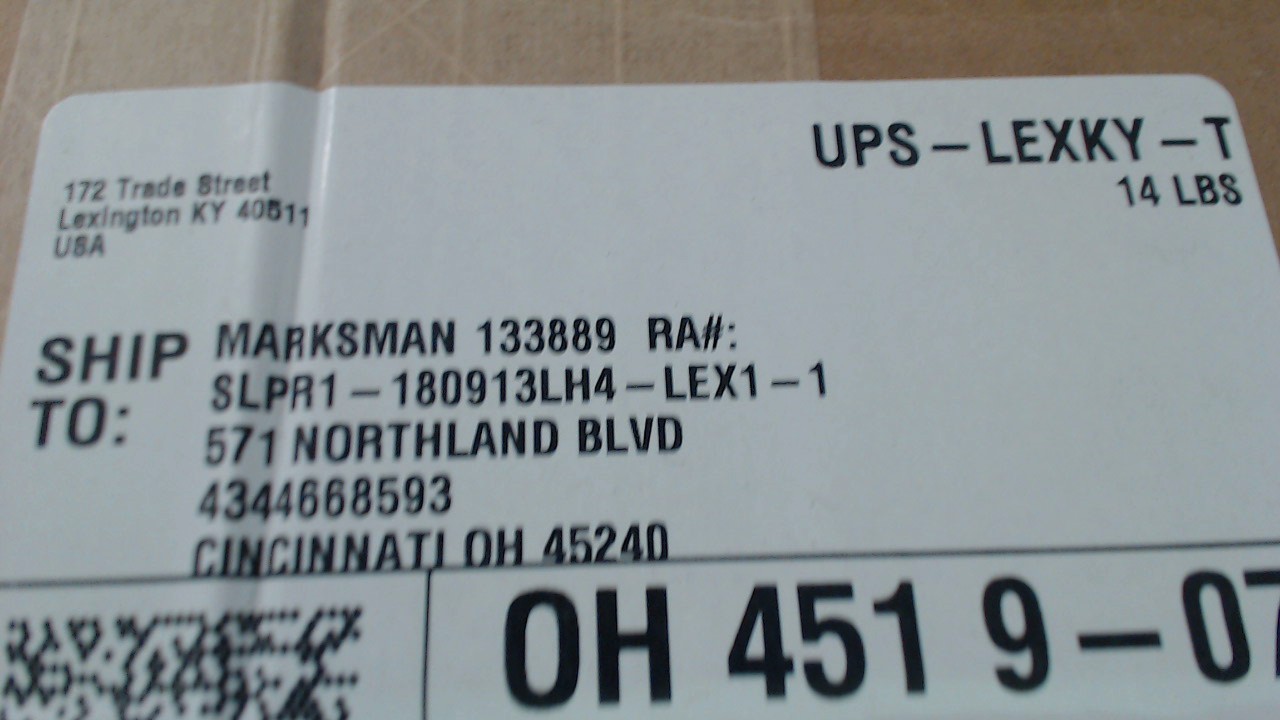 UPS-LEXKY-T
14 LBS
172 Trade Street
Lexington KY 40511
USA
SHIP TO:
MARKSMAN 133889 RA#:
SLPR1-180913LH4-LEX1-1
571 NORTHLAND BLVD
4344668593
CINCINNATI OH 45240
OH 451 9-07